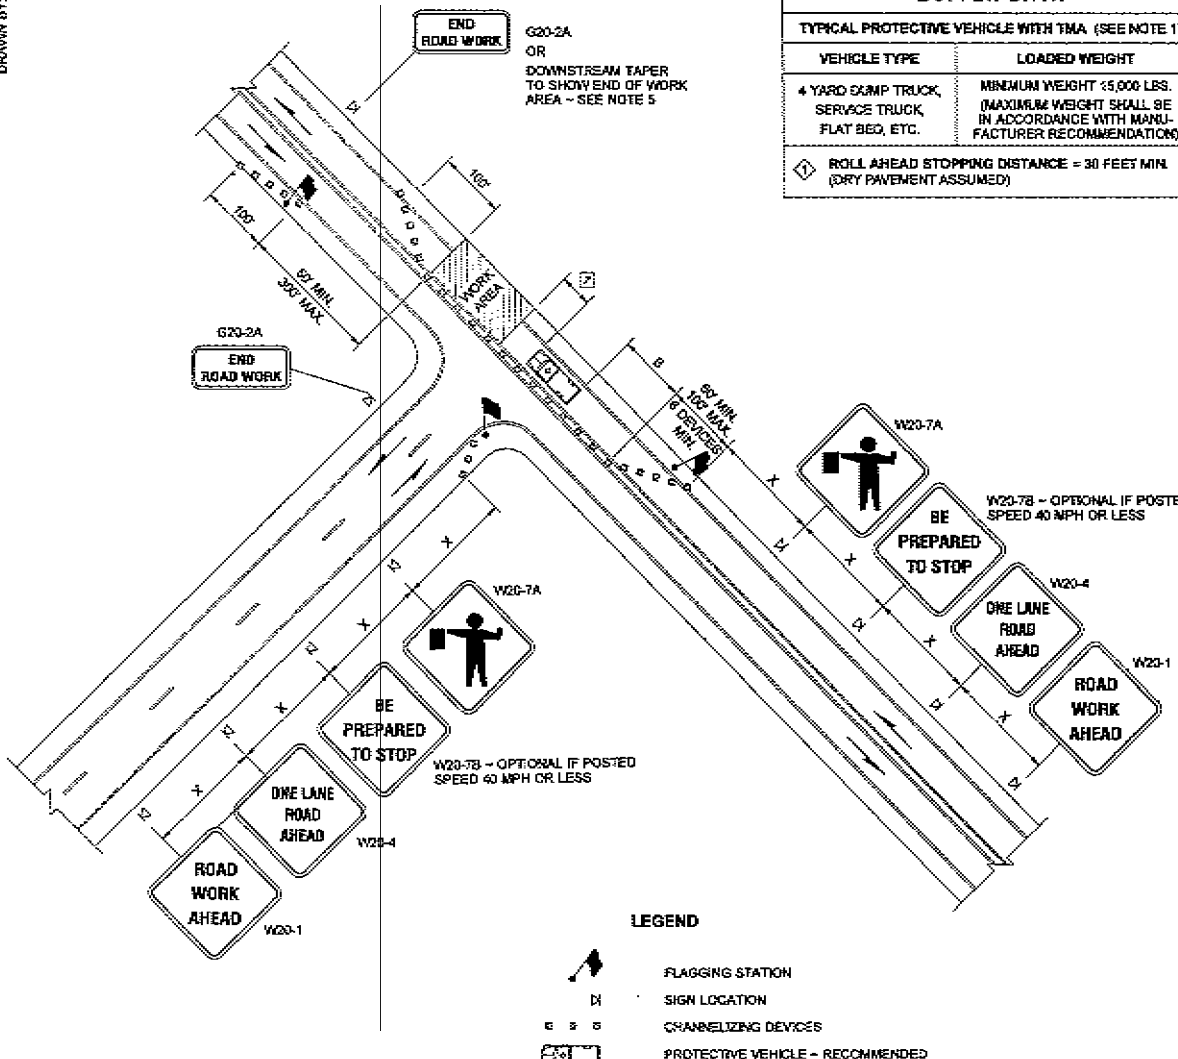 END
ROAD WORK
G20-2A
OR
DOWNSTREAM TAPER
TO SHOW END OF WORK
AREA - SEE NOTE 5
TYPICAL PROTECTIVE VEHICLE WITH TMA (SEE NOTE 1
VEHICLE TYPE
LOADED WEIGHT
4 YARD DUMP TRUCK,
SERVICE TRUCK,
FLAT BED, ETC.
MINIMUM WEIGHT 15,000 LBS.
(MAXIMUM WEIGHT SHALL BE
IN ACCORDANCE WITH MANU-
FACTURER RECOMMENDATION)
1 ROLL AHEAD STOPPING DISTANCE = 30 FEET MIN.
(DRY PAVEMENT ASSUMED)
100'
100'
50' MIN.
300' MAX.
WORK
AREA
G20-2A
END
ROAD WORK
B
50' MIN.
100' MAX.
6 DEVICES
MIN.
X
X
X
X
W20-7A
W20-7B - OPTIONAL IF POSTE
SPEED 40 MPH OR LESS
BE
PREPARED
TO STOP
W20-4
ONE LANE
ROAD
AHEAD
W20-1
ROAD
WORK
AHEAD
X
X
X
X
W20-7A
BE
PREPARED
TO STOP
W20-7B - OPTIONAL IF POSTED
SPEED 40 MPH OR LESS
ONE LANE
ROAD
AHEAD
W20-4
ROAD
WORK
AHEAD
W20-1
LEGEND
FLAGGING STATION
SIGN LOCATION
CHANNELIZING DEVICES
PROTECTIVE VEHICLE - RECOMMENDED